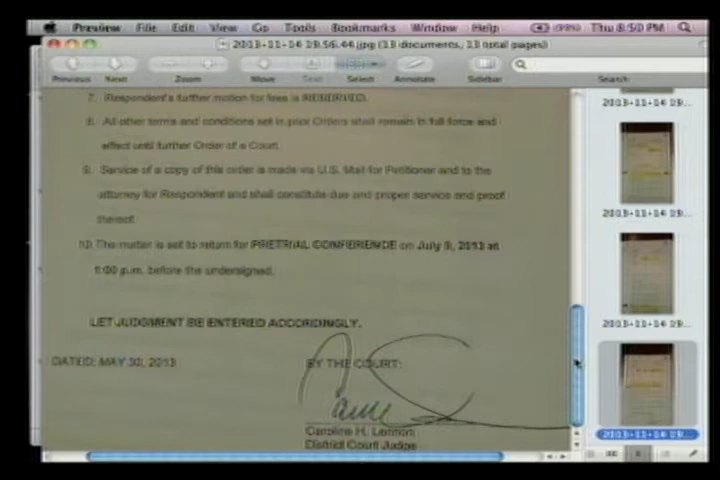 Preview File Edit View Go Tools Bookmarks Window Help Thu 8:50 PM
2013-11-14 19.56.44.jpg (13 documents, 13 total pages)
Previous Next Zoom Move Text Select Annotate Sidebar Search
7. Respondent's further motion for fees is RESERVED.
8. All other terms and conditions set in prior Orders shall remain in full force and
effect until further Order of a Court.
9. Service of a copy of this order is made via U.S. Mail for Petitioner and to the
attorney for Respondent and shall constitute due and proper service and proof
thereof.
10. The matter is set to return for PRETRIAL CONFERENCE on July 9, 2013 at
1:00 p.m. before the undersigned.
LET JUDGMENT BE ENTERED ACCORDINGLY.
DATED: MAY 30, 2013
BY THE COURT:
Caroline H. Lennon
District Court Judge
2013-11-14 19...
2013-11-14 19...
2013-11-14 19...
2013-11-14 19...